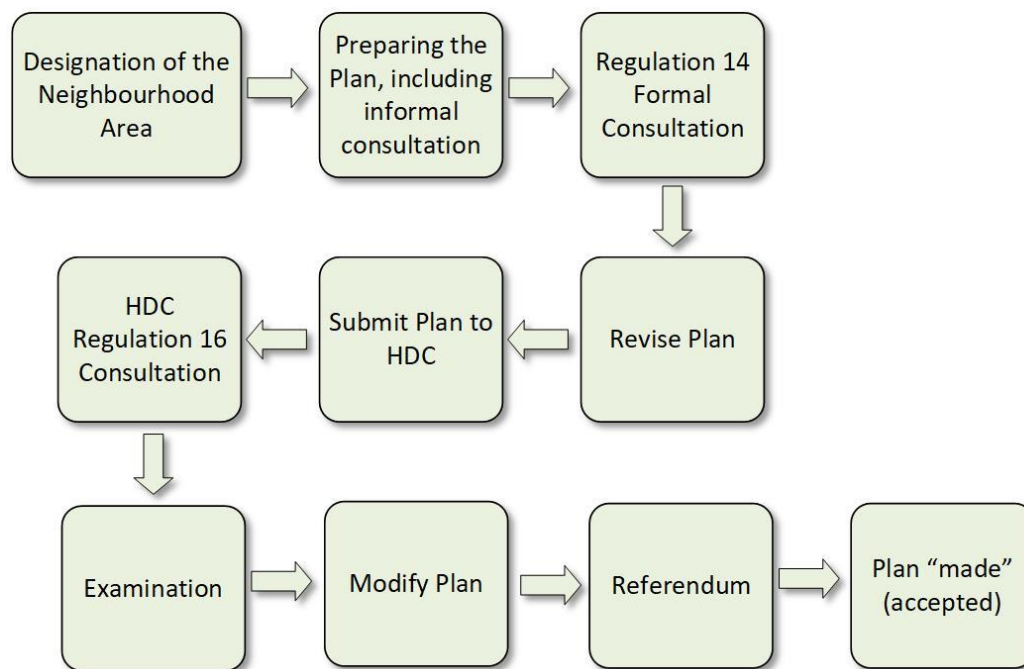 Designation of the
Neighbourhood
Area
Preparing the
Plan, including
informal
consultation
Regulation 14
Formal
Consultation
Revise Plan
Submit Plan to
HDC
HDC
Regulation 16
Consultation
Examination
Modify Plan
Referendum
Plan “made”
(accepted)